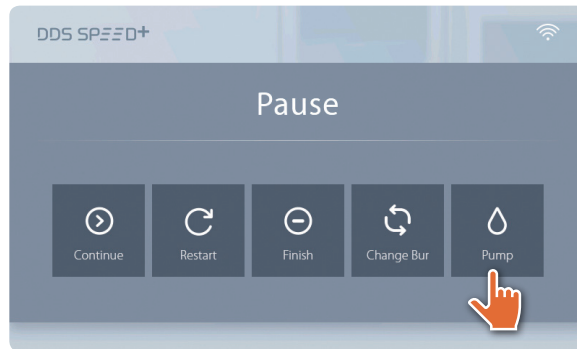 DDS SPEED+
Pause
Continue Restart Finish Change Bur Pump